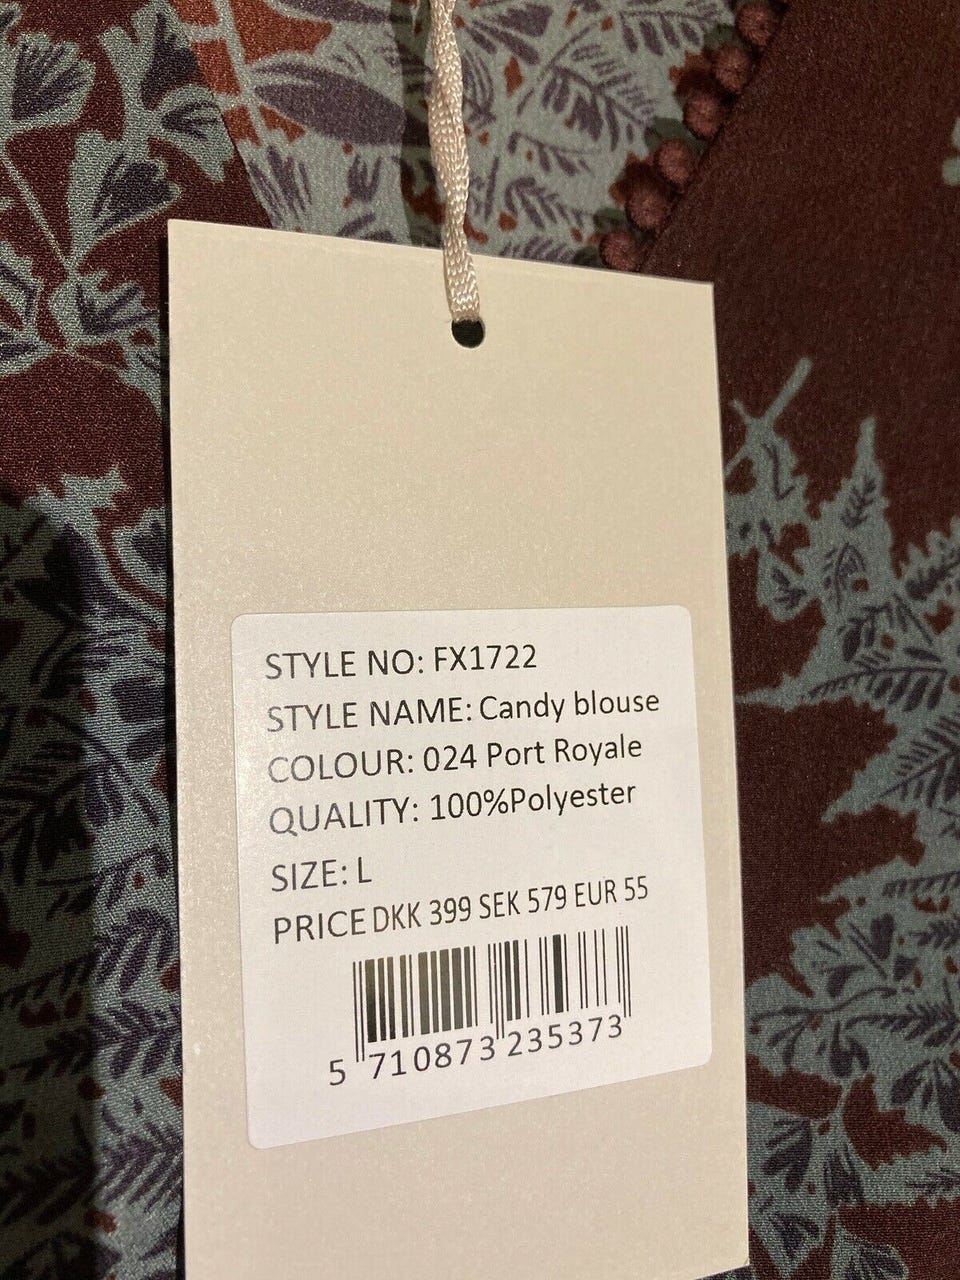 STYLE NO: FX1722
STYLE NAME: Candy blouse
COLOUR: 024 Port Royale
QUALITY: 100%Polyester
SIZE: L
PRICE DKK 399 SEK 579 EUR 55
5 710873 235373